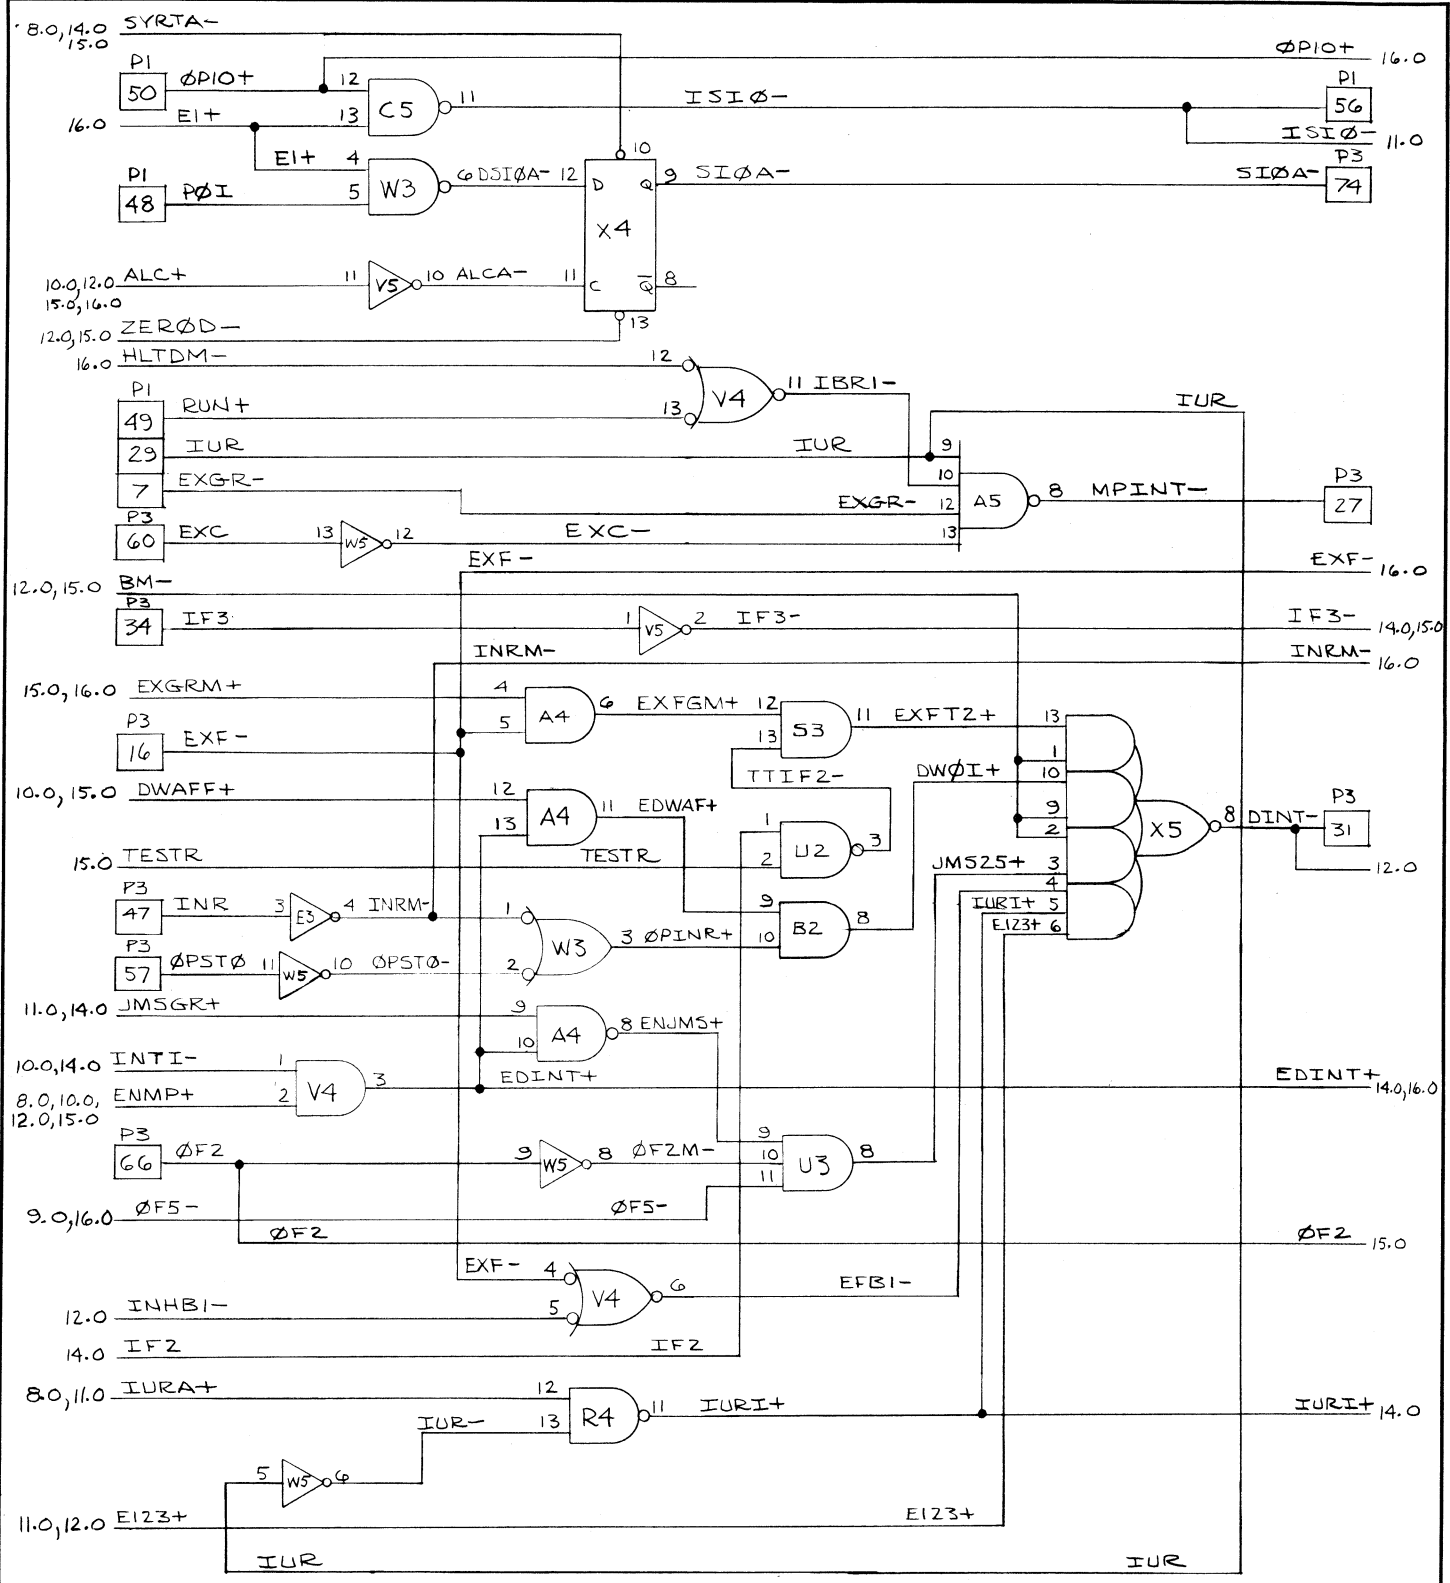 8.0,14.0 SYRTA-
15.0
ØPIO+ 16.0
P1
50 ØPIO+ 12
C5 11 ISIØ- P1
56
16.0 EI+ 13
ISIØ- 11.0
EI+ 4
W3 6 DSIØA- 12 D 10 Q 9 SIØA- SIØA- P3
74
P1
48 PØI 5
X4
10.0,12.0 ALC+ 11 V5 10 ALCA- 11 C Q 8
15.0,16.0
12.0,15.0 ZERØD- 13
16.0 HLTDM- 12
V4 11 IBRI-
P1
49 RUN+ 13
IUR
29 IUR IUR 9
10
7 EXGR- EXGR- 12
A5 8 MPINT- P3
27
P3
60 EXC 13 W5 12 EXC- 13
EXF- EXF- 16.0
12.0,15.0 BM-
P3
34 IF3 1 V5 2 IF3- IF3- 14.0,15.0
INRM- INRM- 16.0
15.0,16.0 EXGRM+ 4
A4 6 EXFGM+ 12
5
S3 11 EXFT2+ 13
13
P3
16 EXF-
TTIF2-
1
DWØI+ 10
10.0,15.0 DWAFF+ 12
A4 11 EDWAF+
13
1
U2 3
2
9
2
X5 8 DINT- P3
31
12.0
15.0 TESTR TESTR
JMS25+ 3
4
IURI+ 5
E123+ 6
P3
47 INR 3 E3 4 INRM- 1
W3 3 ØPINR+ 10
9
B2 8
P3
57 ØPSTØ 11 W5 10 ØPSTØ- 2
11.0,14.0 JMSGR+ 9
A4 8 ENJMS+
10
10.0,14.0 INTI- 1
V4 3 EDINT+ EDINT+ 14.0,16.0
8.0,10.0, ENMP+ 2
12.0,15.0
P3
66 ØF2 9 W5 8 ØF2M- 10
9
U3 8
11
9.0,16.0 ØF5- ØF5-
ØF2 ØF2 15.0
EXF- 4
V4 6 EFBI-
12.0 INHBI- 5
14.0 IF2 IF2
8.0,11.0 IURA+ 12
R4 11 IURI+ IURI+ 14.0
IUR- 13
5 W5 6
11.0,12.0 E123+ E123+
IUR IUR